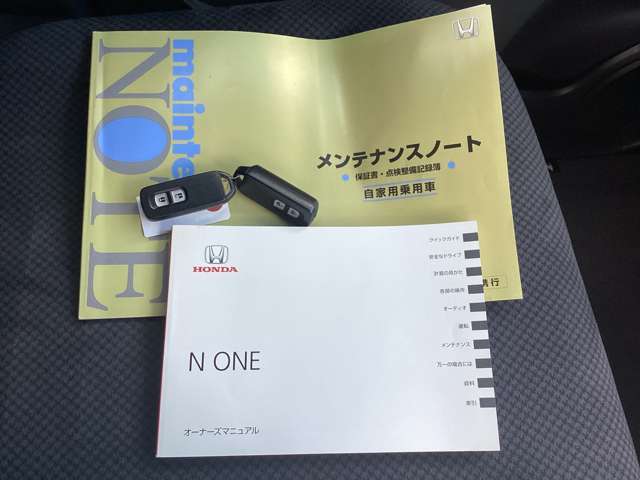 mainte
NOTE
メンテナンスノート
保証書・点検整備記録簿
自家用乗用車
行
HONDA
N ONE
オーナーズマニュアル
クイックガイド
安全なドライブ
計器の見かた
各部の操作
オーディオ
運転
メンテナンス
万一の場合には
資料
索引